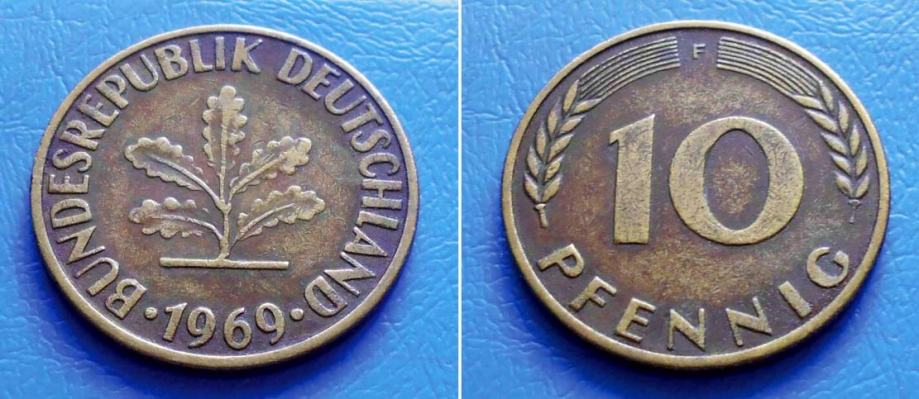 BUNDESREPUBLIK DEUTSCHLAND
· 1969 ·
F
10
PFENNIG